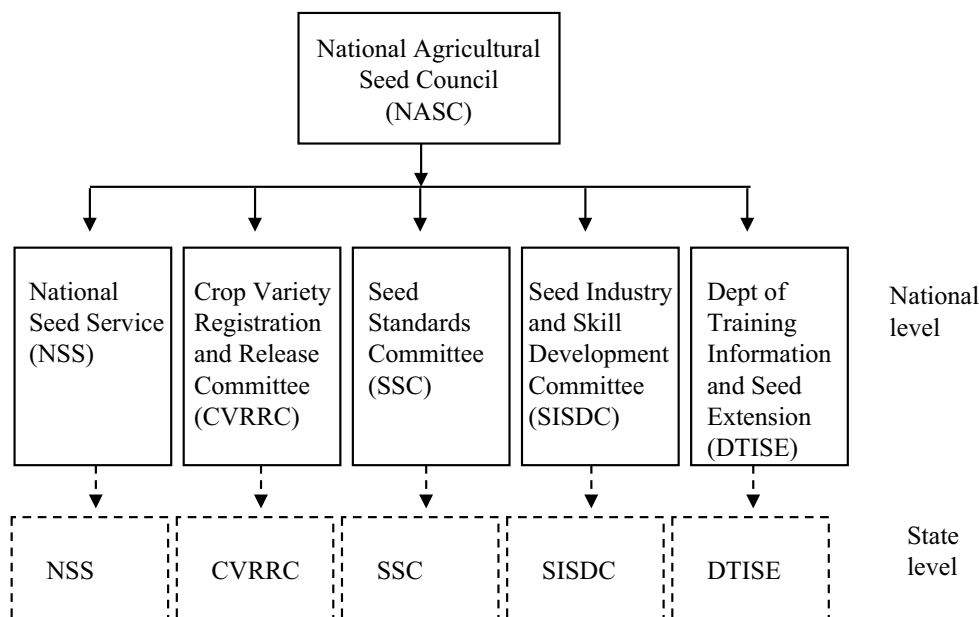 National Agricultural
Seed Council
(NASC)
National
Seed Service
(NSS)
Crop Variety
Registration
and Release
Committee
(CVRRC)
Seed
Standards
Committee
(SSC)
Seed Industry
and Skill
Development
Committee
(SISDC)
Dept of
Training
Information
and Seed
Extension
(DTISE)
National
level
NSS
CVRRC
SSC
SISDC
DTISE
State
level